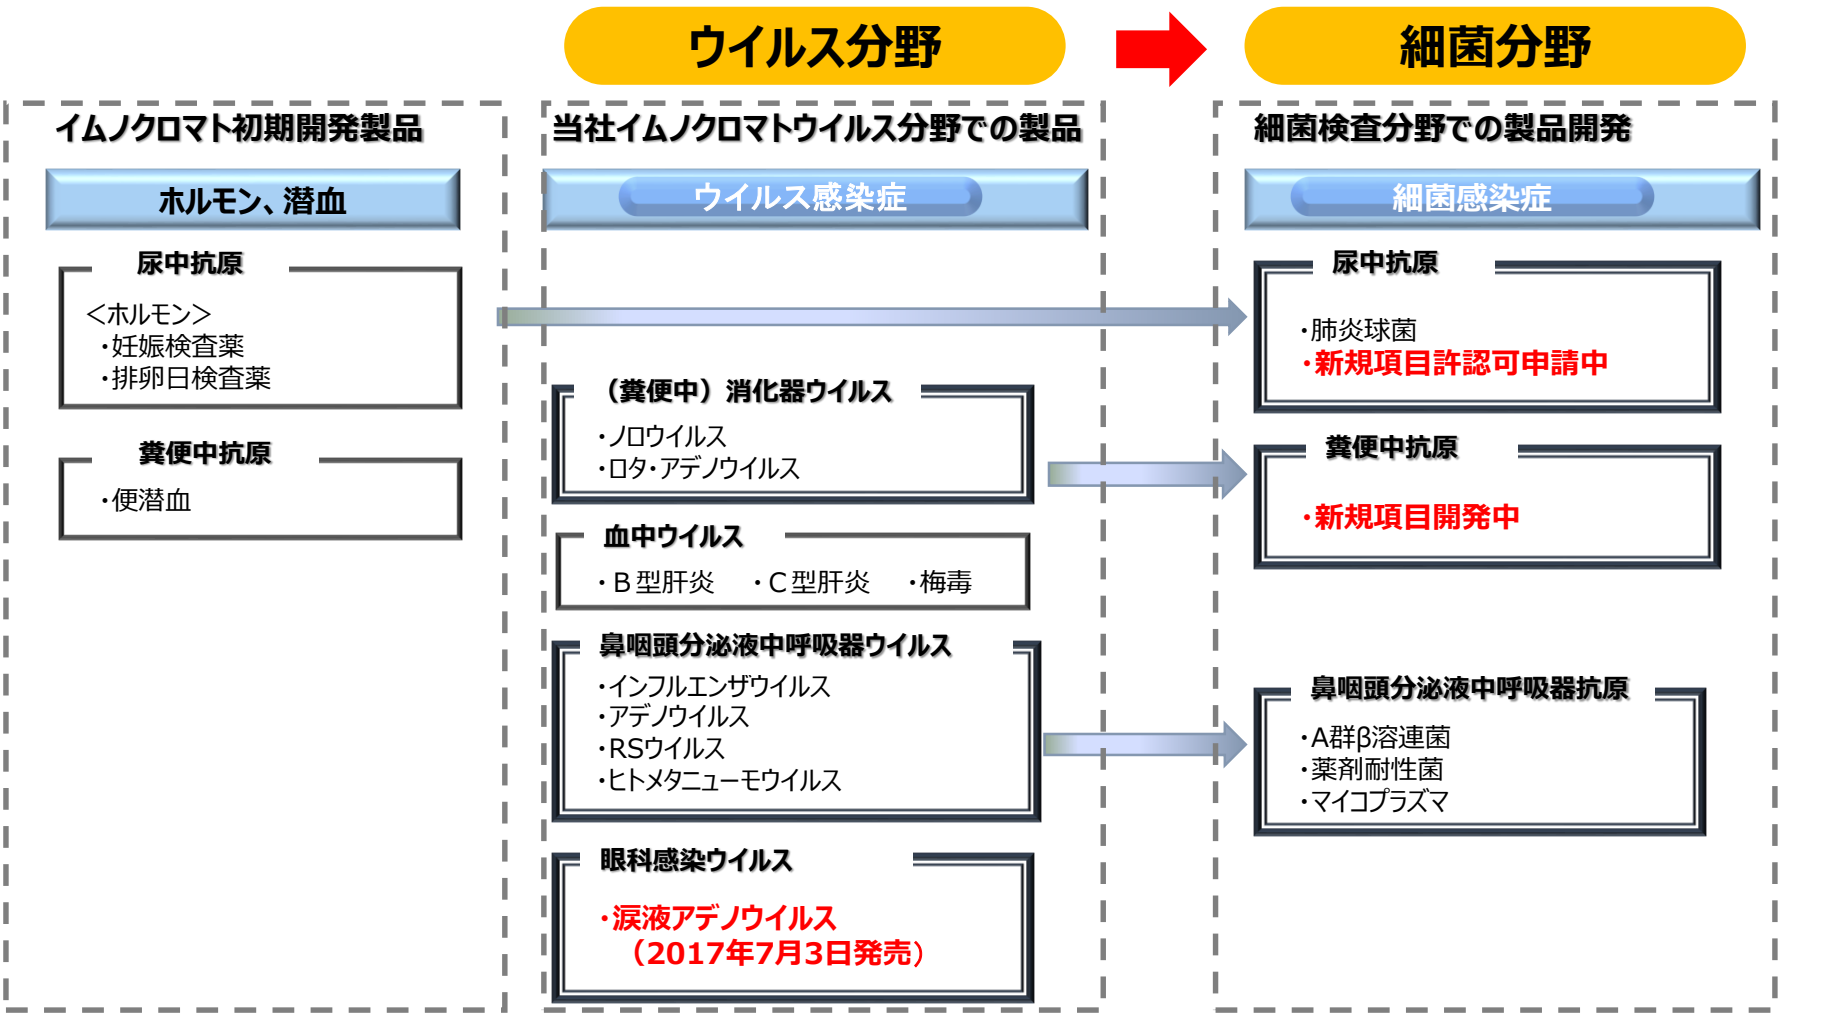 ウイルス分野
細菌分野
イムノクロマト初期開発製品
ホルモン、潜血
尿中抗原
＜ホルモン＞
・妊娠検査薬
・排卵日検査薬
糞便中抗原
・便潜血
当社イムノクロマトウイルス分野での製品
ウイルス感染症
（糞便中）消化器ウイルス
・ノロウイルス
・ロタ・アデノウイルス
血中ウイルス
・Ｂ型肝炎　・Ｃ型肝炎　・梅毒
鼻咽頭分泌液中呼吸器ウイルス
・インフルエンザウイルス
・アデノウイルス
・RSウイルス
・ヒトメタニューモウイルス
眼科感染ウイルス
・涙液アデノウイルス
（2017年7月3日発売）
細菌検査分野での製品開発
細菌感染症
尿中抗原
・肺炎球菌
・新規項目許認可申請中
糞便中抗原
・新規項目開発中
鼻咽頭分泌液中呼吸器抗原
・A群β溶連菌
・薬剤耐性菌
・マイコプラズマ